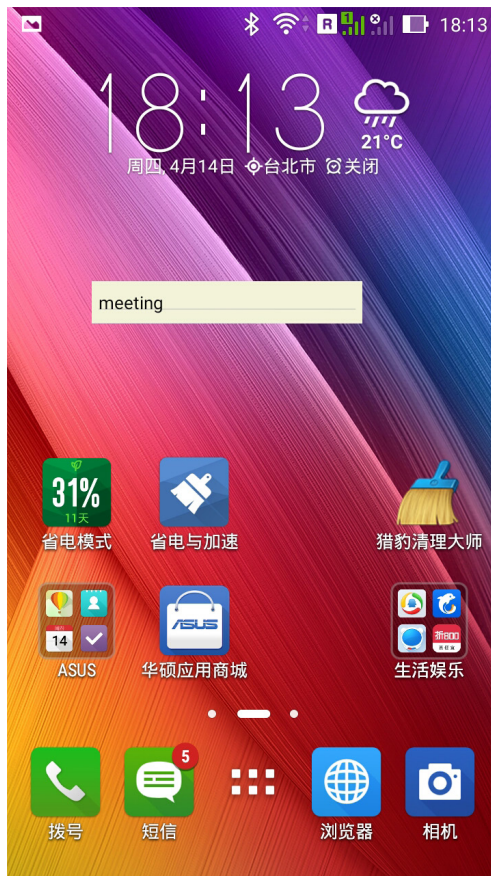 R 1 18:13
18:13
21°C
周四, 4月14日 台北市 关闭
meeting
31%
11天
省电模式 省电与加速 猎豹清理大师
14
ASUS
折800
ASUS 华硕应用商城 生活娱乐
5
拨号 短信 浏览器 相机